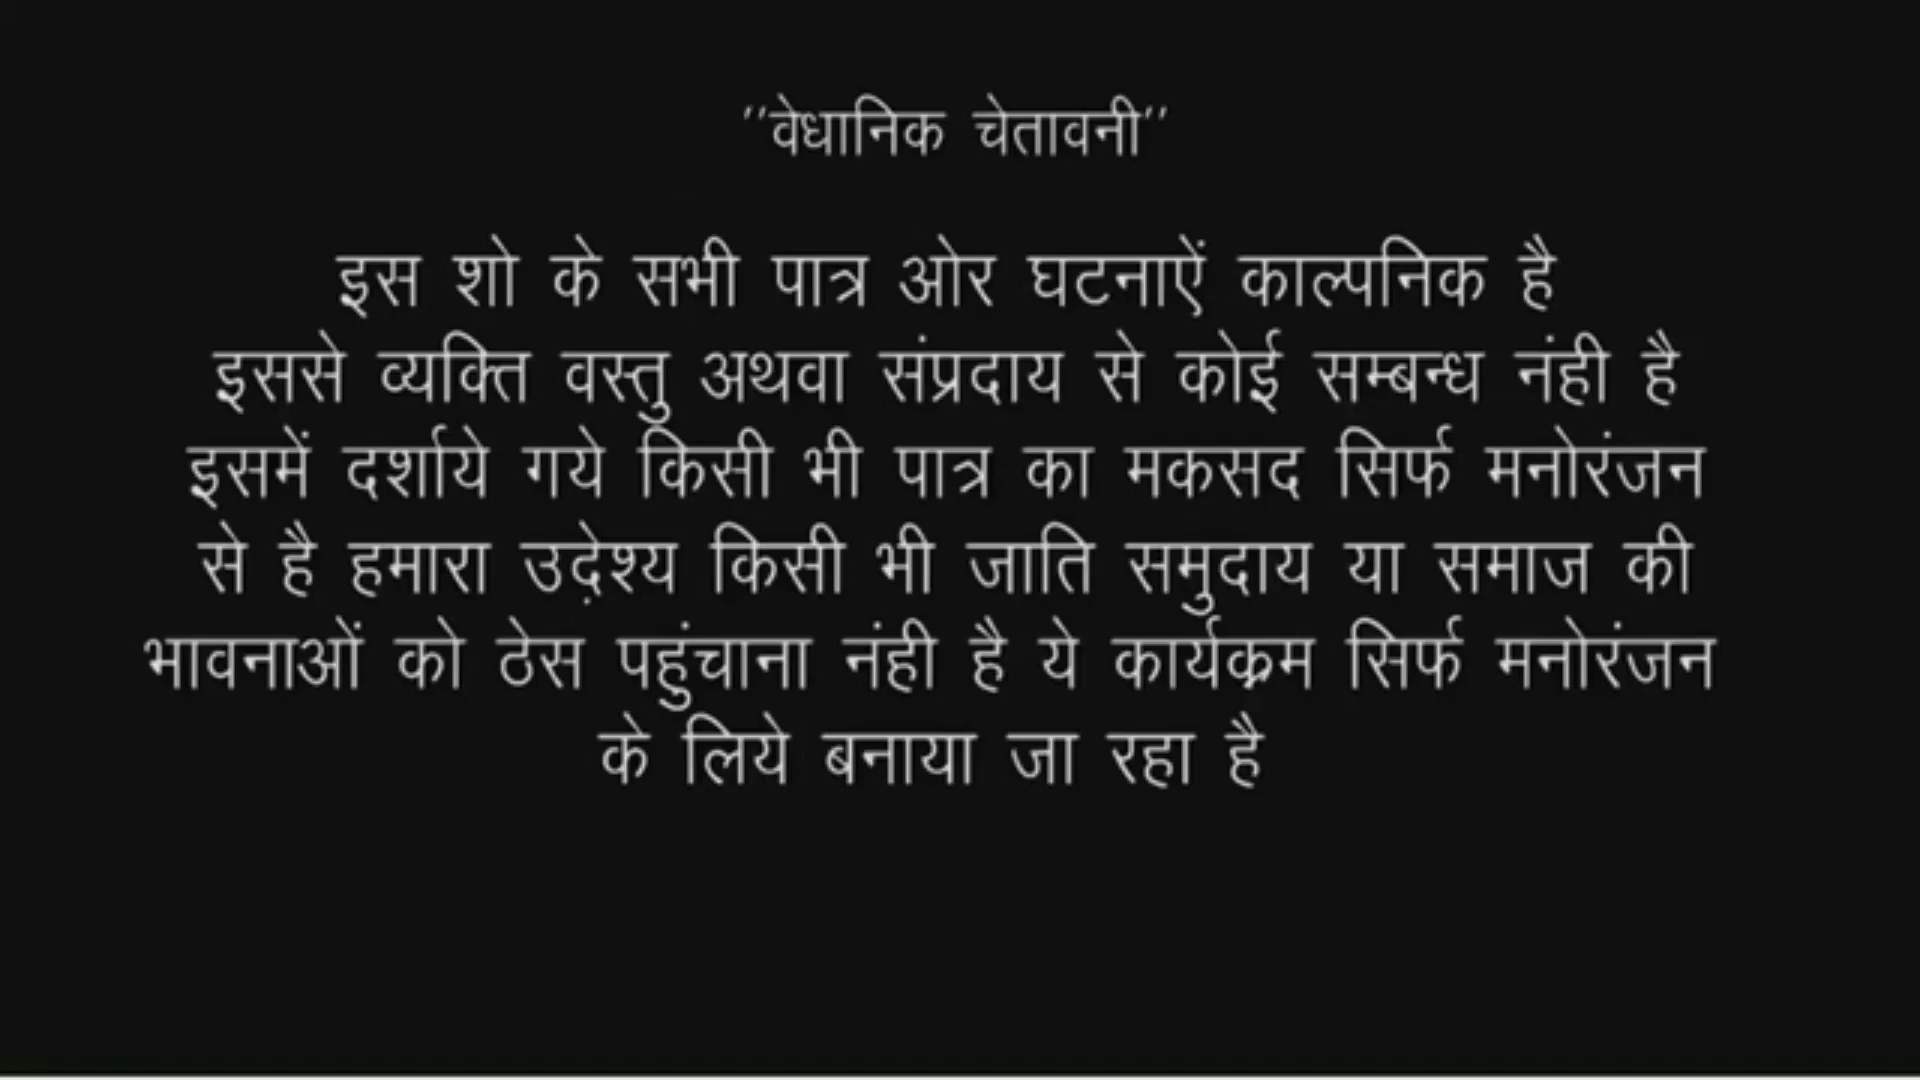 "वेधानिक चेतावनी"
इस शो के सभी पात्र ओर घटनाऐं काल्पनिक है
इससे व्यक्ति वस्तु अथवा संप्रदाय से कोई सम्बन्ध नंही है
इसमें दर्शाये गये किसी भी पात्र का मकसद सिर्फ मनोरंजन
से है हमारा उदे़श्य किसी भी जाति समुदाय या समाज की
भावनाओं को ठेस पहुंचाना नंही है ये कार्यक्रम सिर्फ मनोरंजन
के लिये बनाया जा रहा है